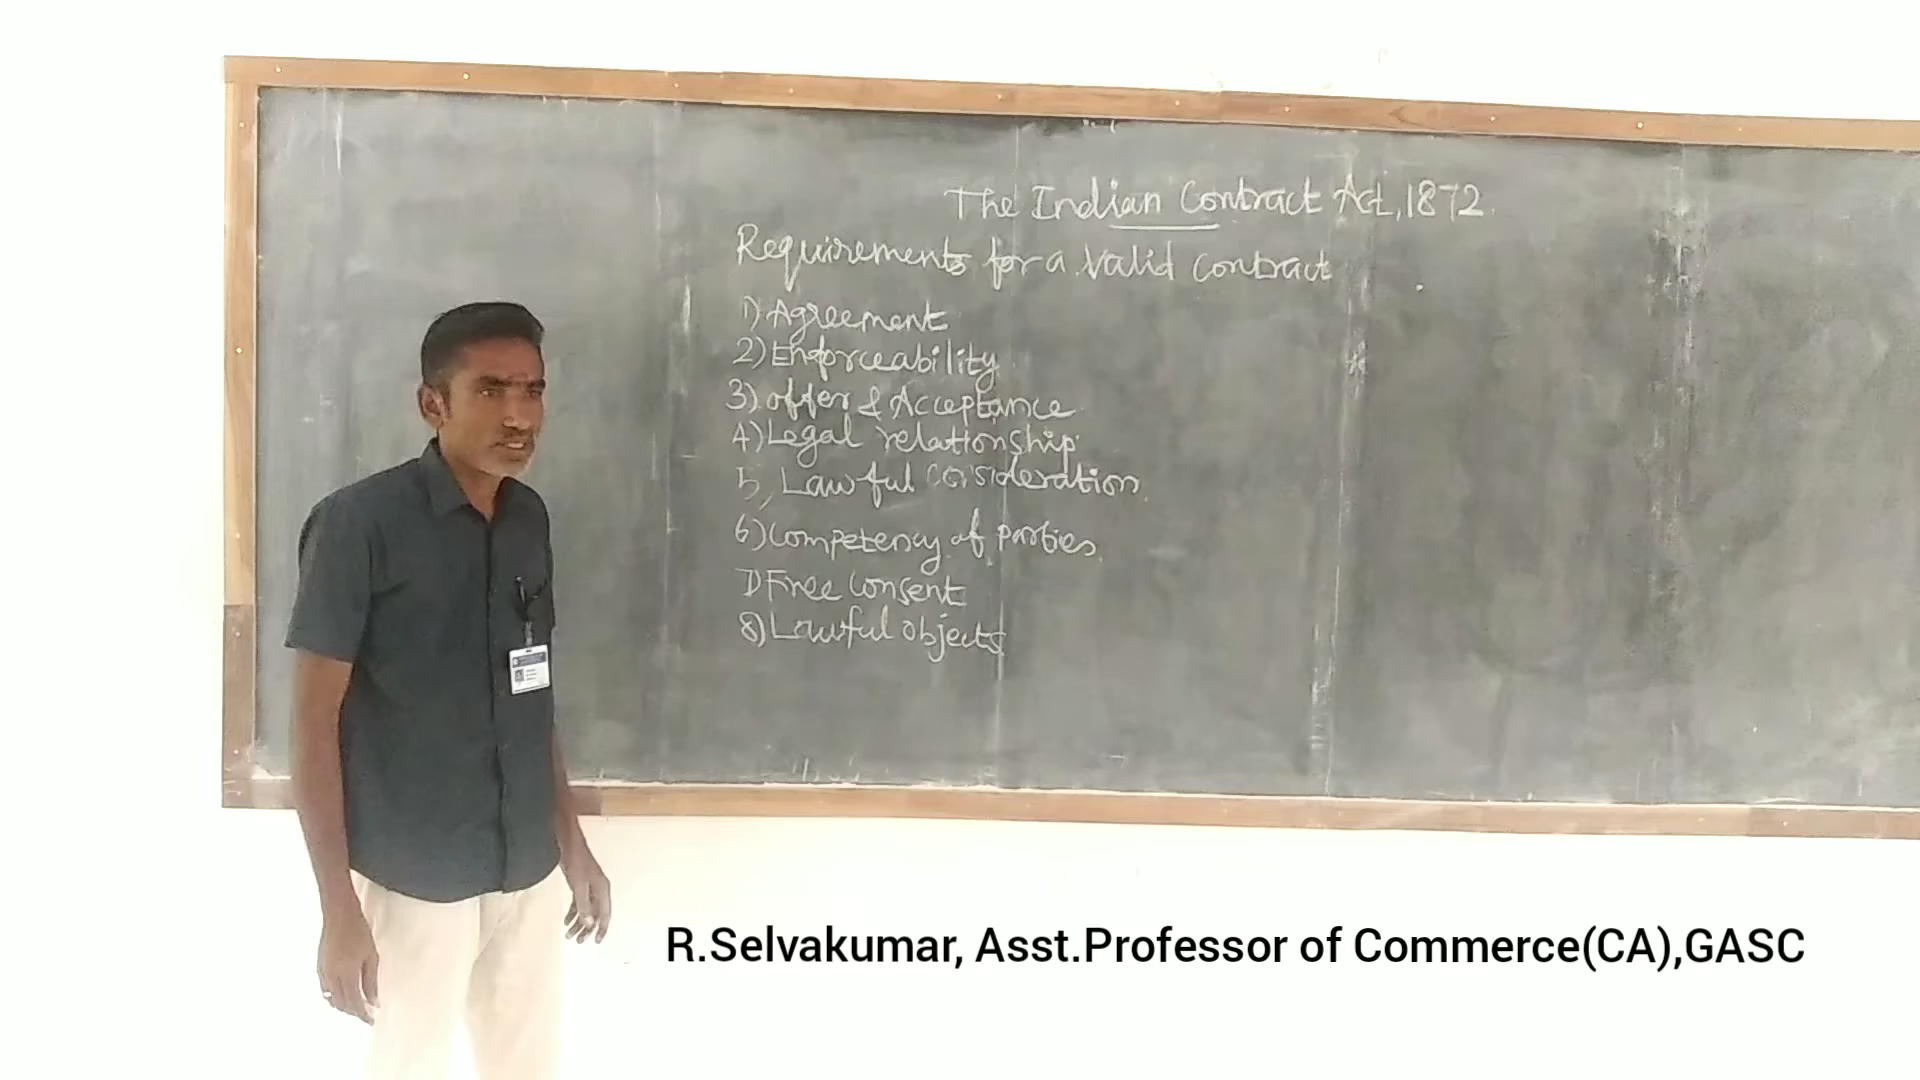 The Indian Contract Act, 1872.
Requirements for a Valid Contract
1) Agreement
2) Enforceability
3) offer & Acceptance
4) Legal relationship
5, Lawful consideration
6) Competency of parties
7) Free Consent
8) Lawful objects
R.Selvakumar, Asst.Professor of Commerce(CA),GASC